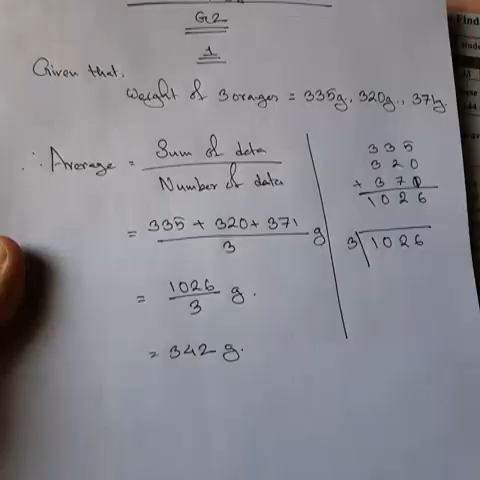 G2
1
Given that,
Weight of 3 oranges = 335g, 320g, 371g.
∴ Average = Sum of data / Number of data
= 335 + 320 + 371 / 3 g
= 1026 / 3 g.
= 342 g.
335
320
+ 370
1026
3 1026
Find